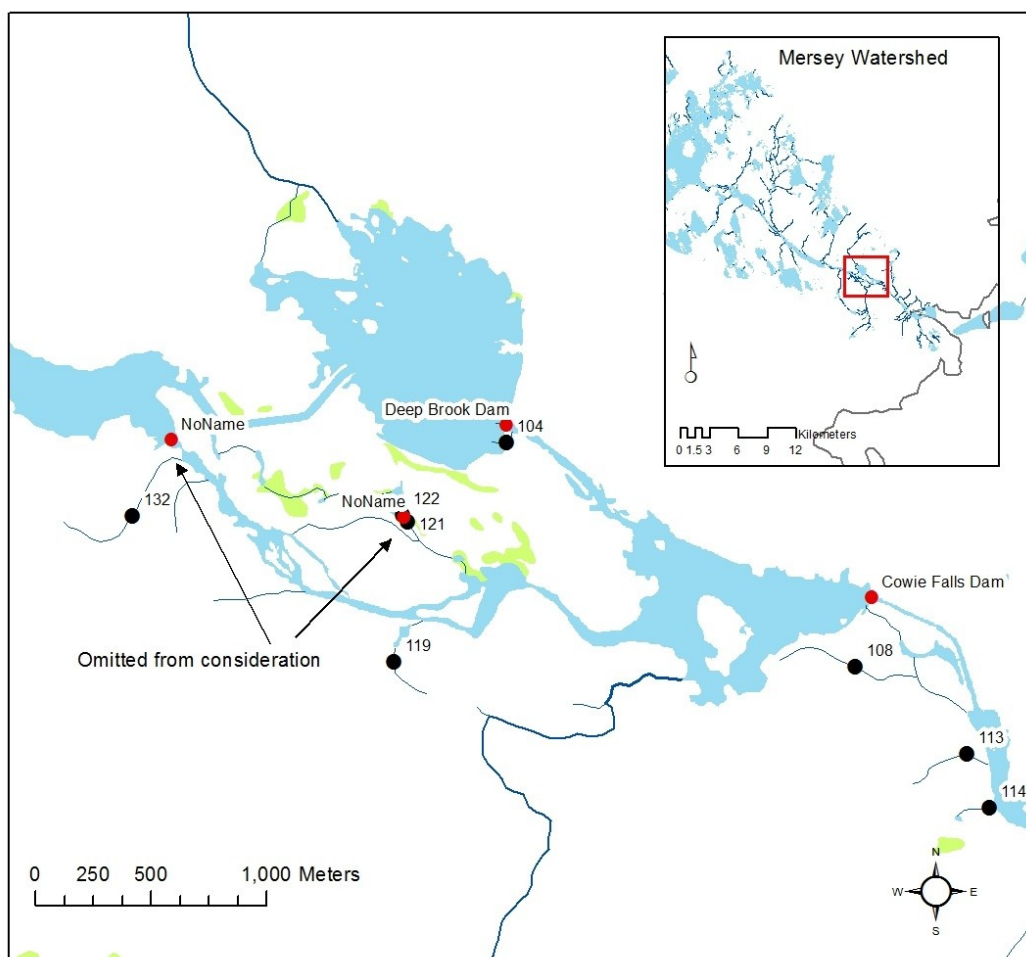 Mersey Watershed
Kilometers
0 1.5 3 6 9 12
Deep Brook Dam
104
NoName
132
122
NoName
121
Cowie Falls Dam
Omitted from consideration
119
108
113
114
0 250 500 1,000 Meters
N
W E
S